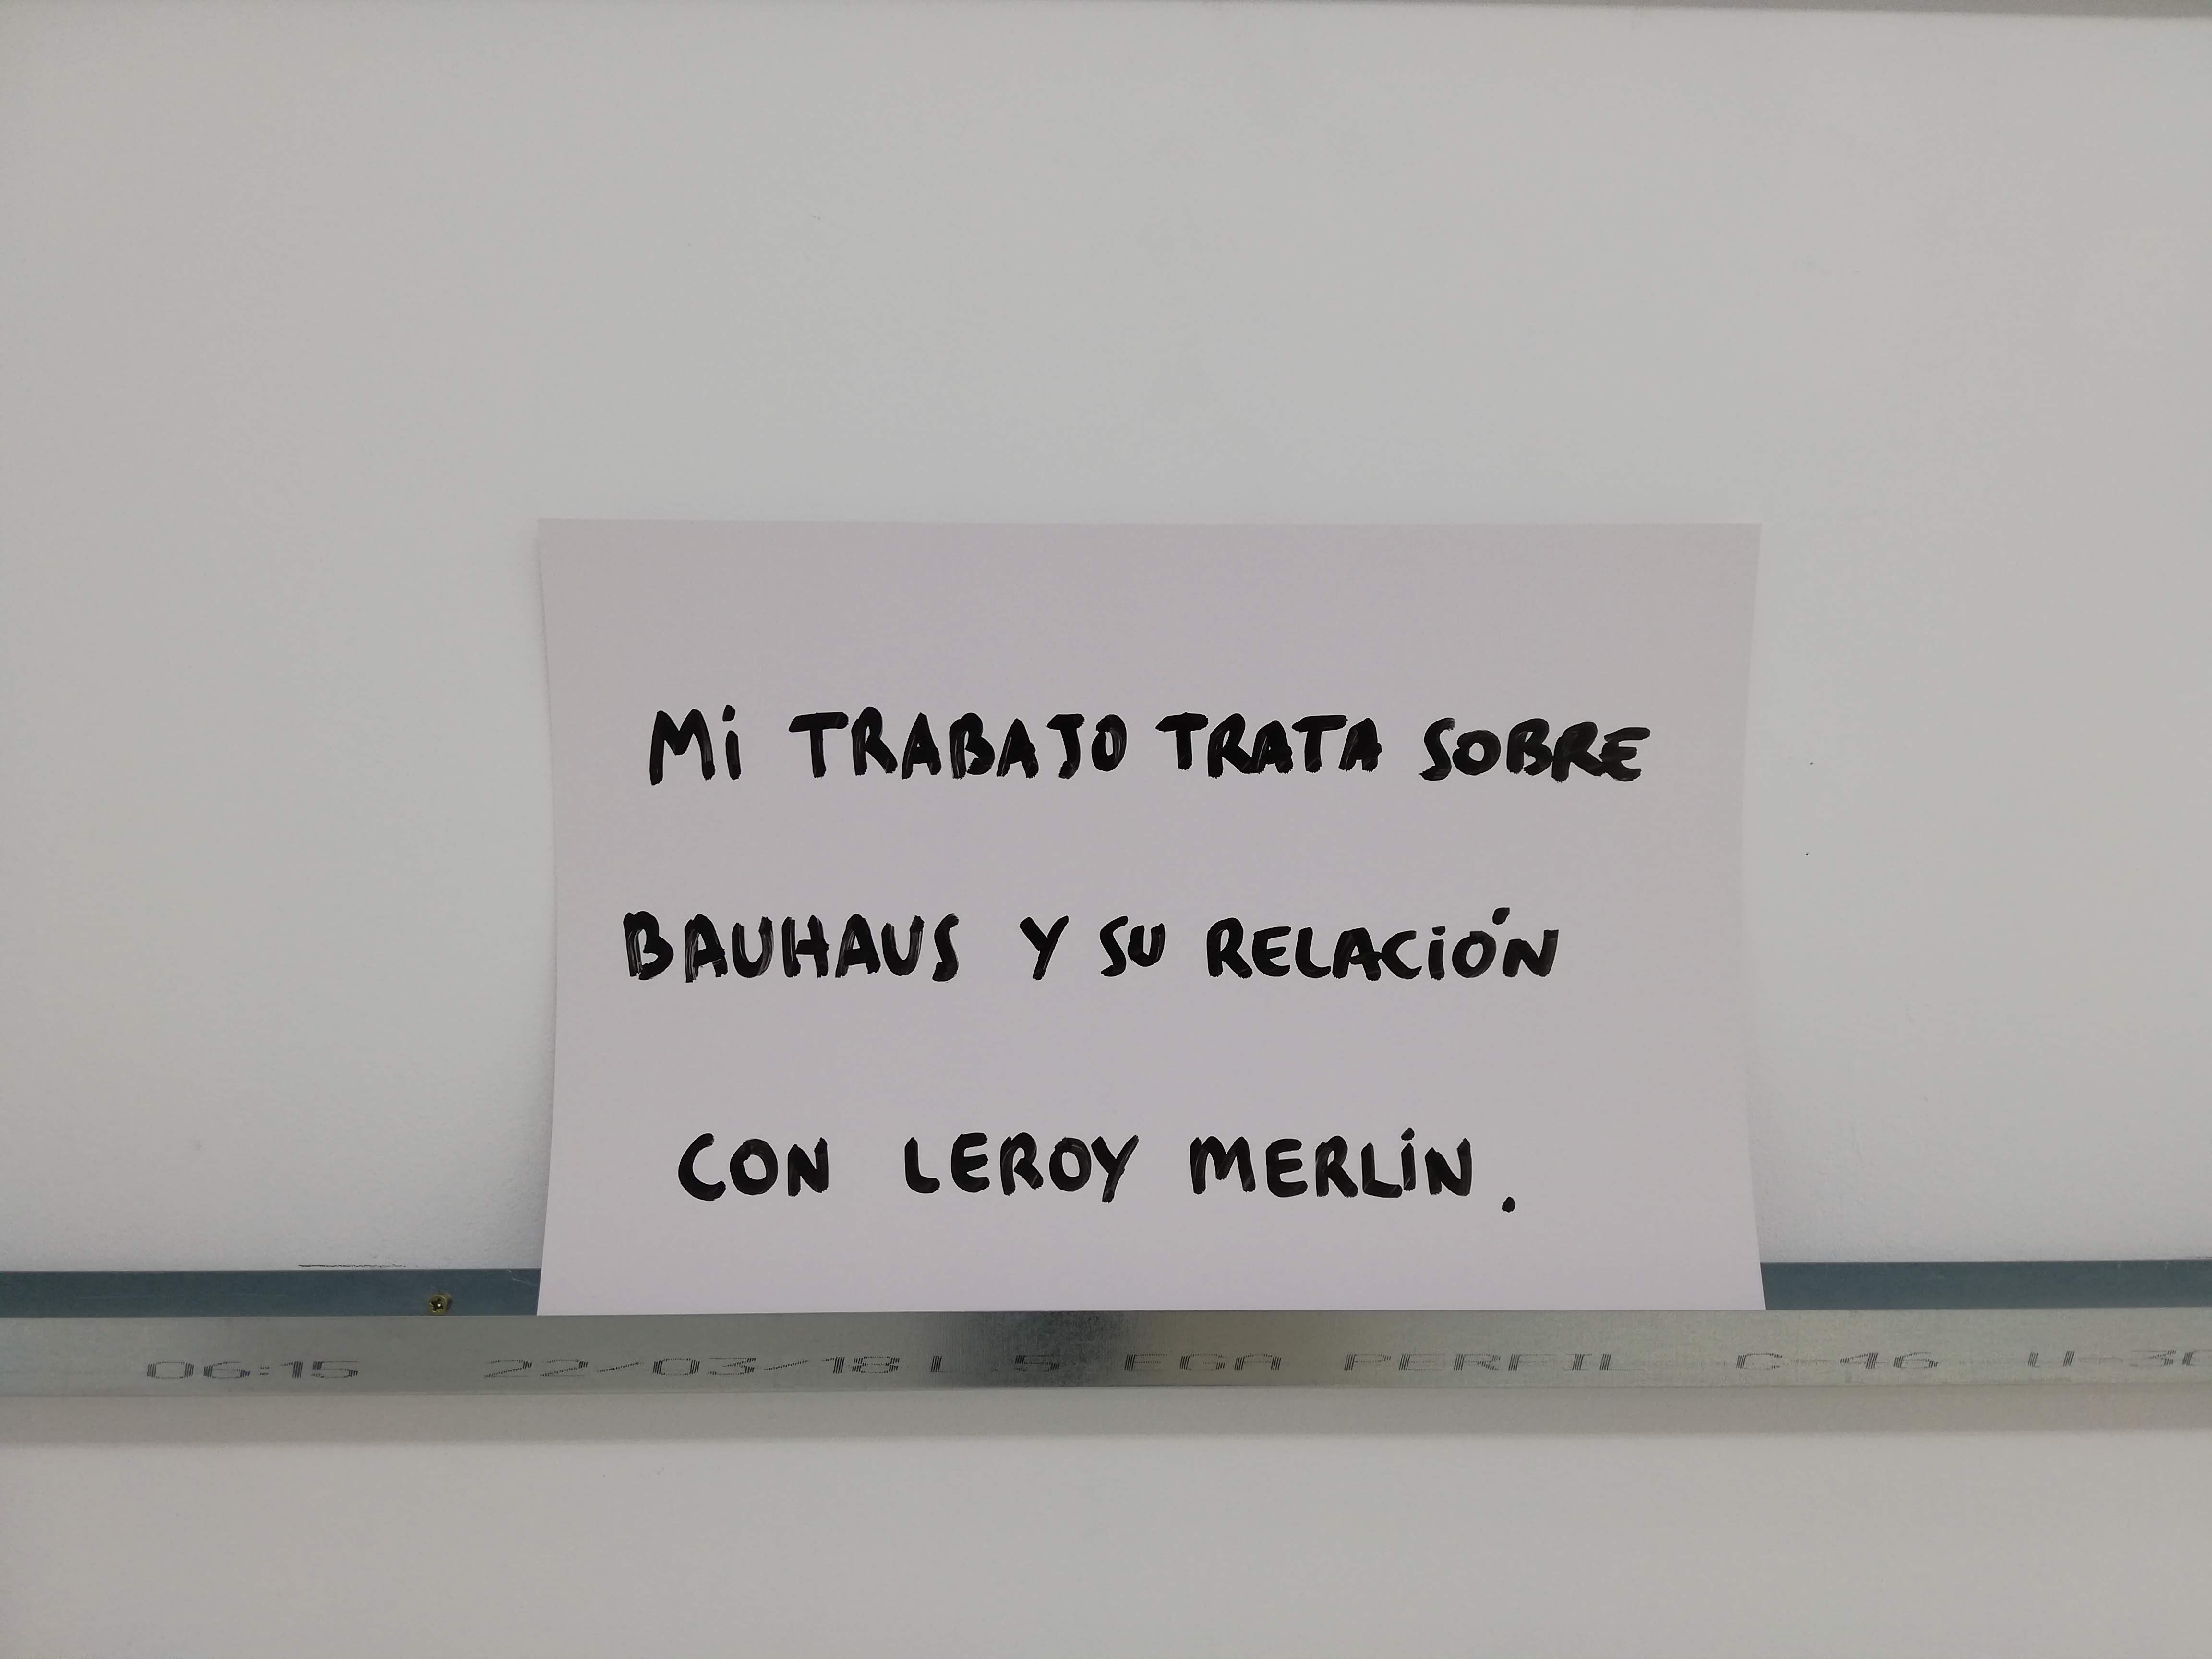 Mi TRABAJO TRATA SOBRE
BAUHAUS Y SU RELACiÓN
CON LEROY MERLiN.
06:15 22/03/18 L .5 EGA PERFIL C-46 U-30